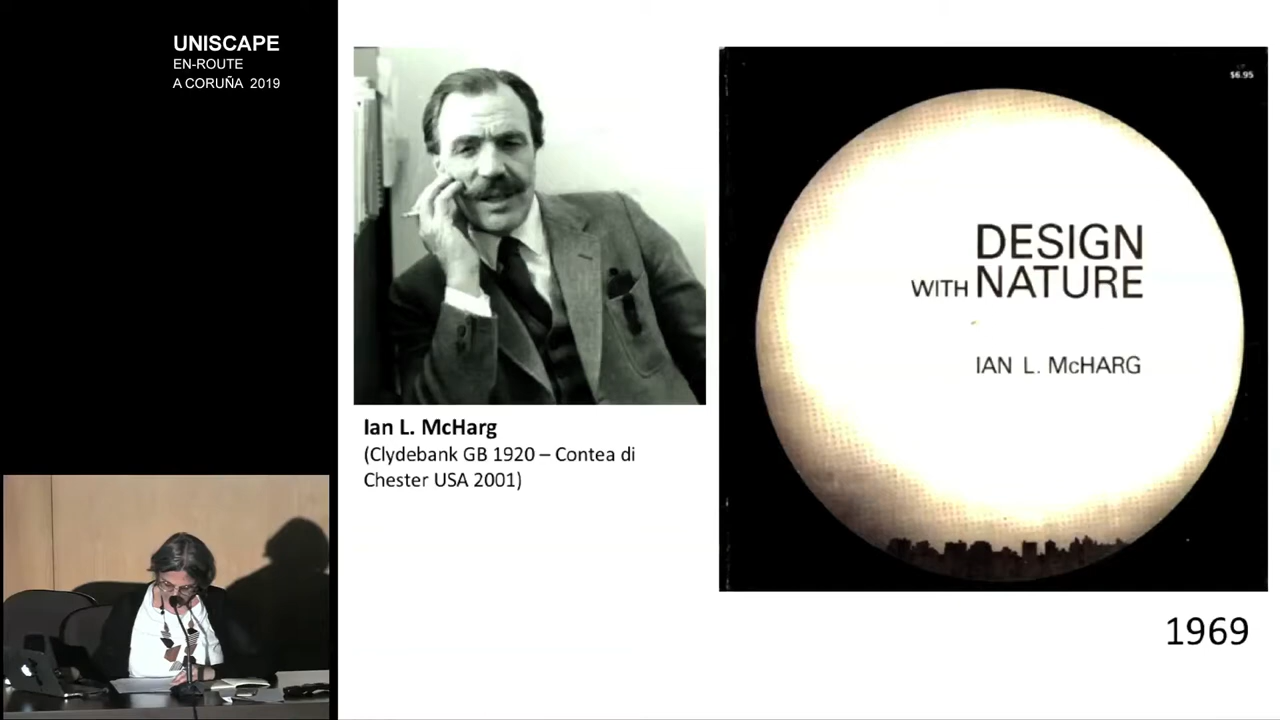 UNISCAPE
EN-ROUTE
A CORUÑA 2019
$6.95
DESIGN
WITH NATURE
IAN L. McHARG
Ian L. McHarg
(Clydebank GB 1920 – Contea di
Chester USA 2001)
1969